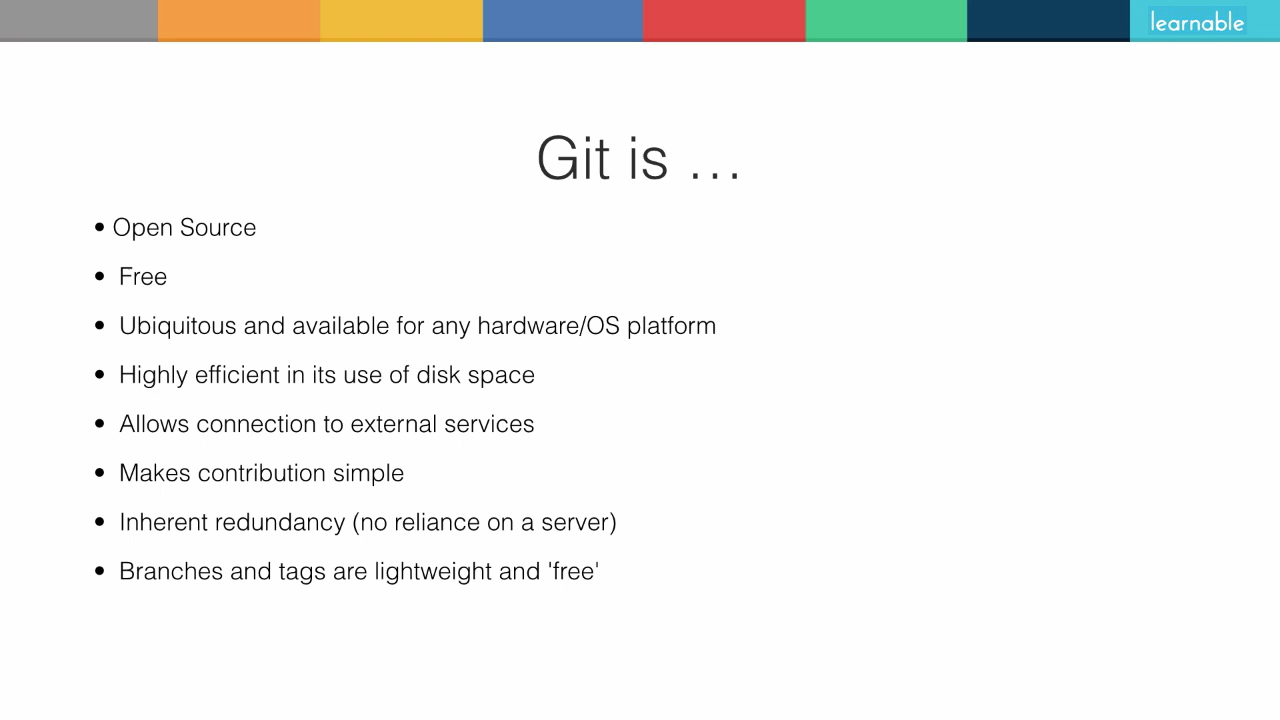 learnable
Git is …
• Open Source
• Free
• Ubiquitous and available for any hardware/OS platform
• Highly efficient in its use of disk space
• Allows connection to external services
• Makes contribution simple
• Inherent redundancy (no reliance on a server)
• Branches and tags are lightweight and 'free'